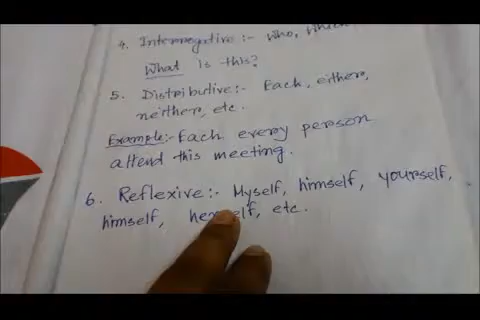 4. Interrogative :- Who, Which
What is this?
5. Distributive :- Each, either,
neither, etc.
Example:- Each every person
attend this meeting.
6. Reflexive :- Myself, himself, yourself,
himself, herself, etc.